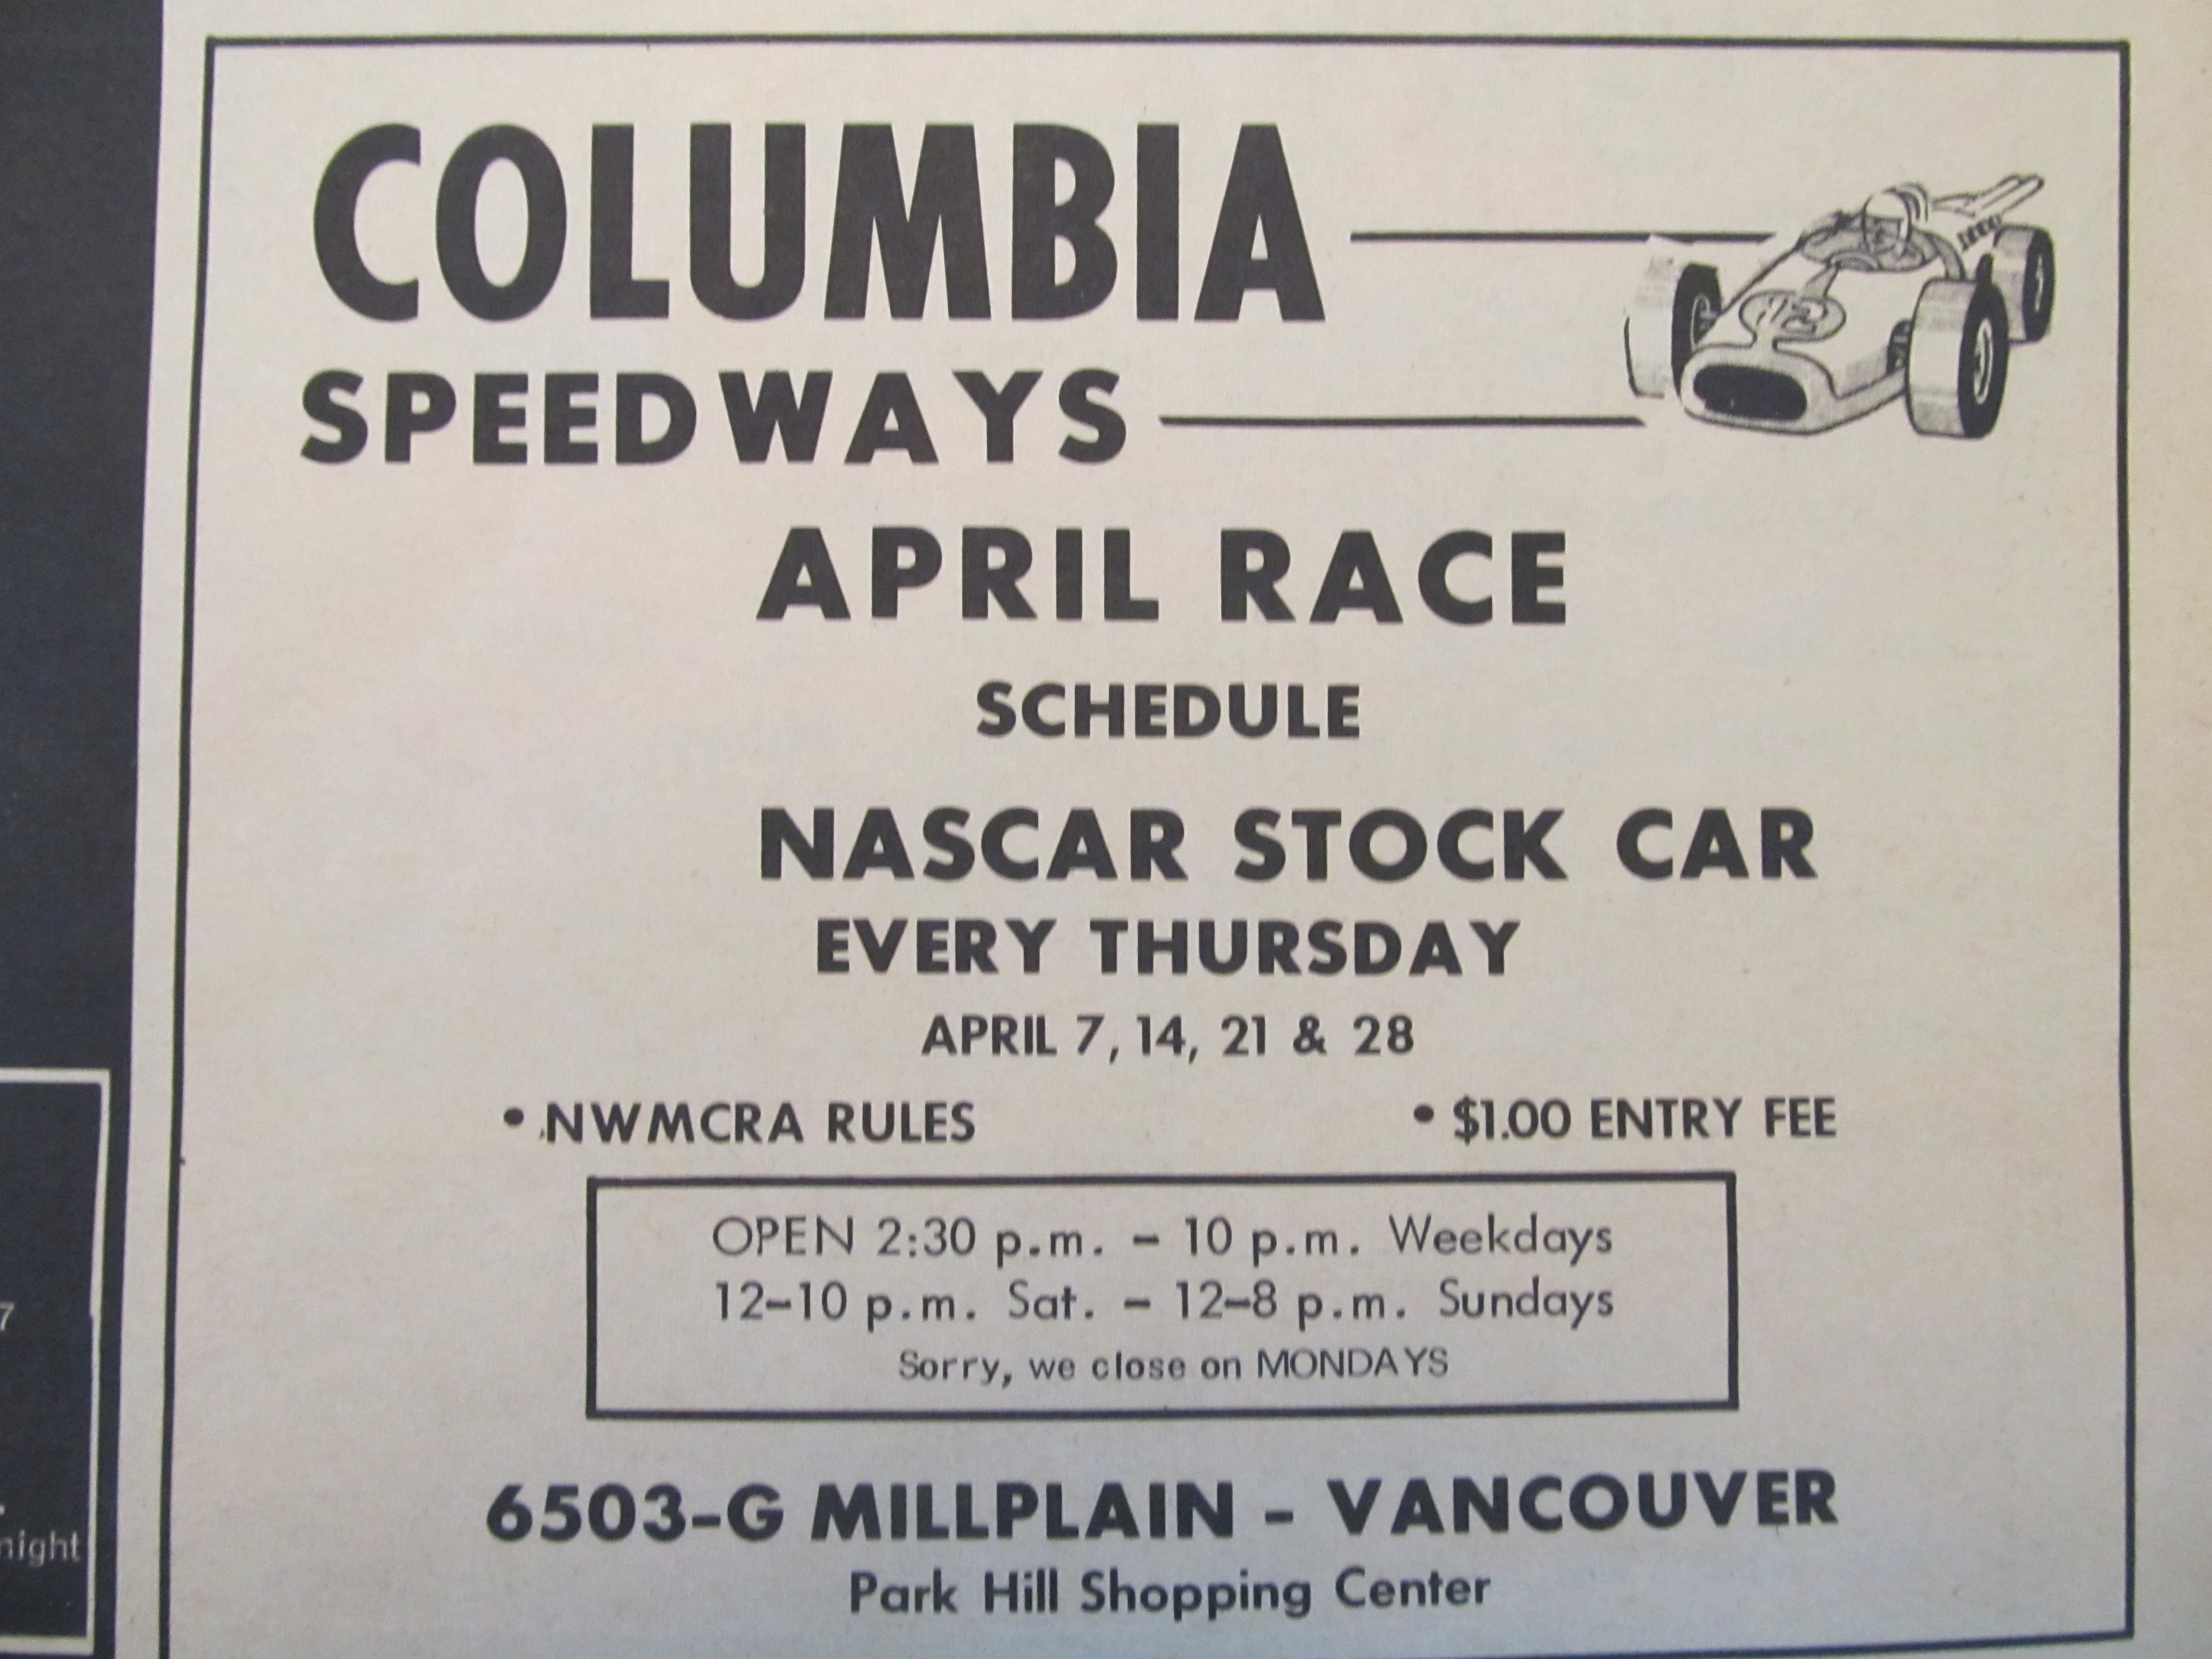 COLUMBIA
SPEEDWAYS
APRIL RACE
SCHEDULE
NASCAR STOCK CAR
EVERY THURSDAY
APRIL 7, 14, 21 & 28
• NWMCRA RULES • $1.00 ENTRY FEE
OPEN 2:30 p.m. – 10 p.m. Weekdays
12–10 p.m. Sat. – 12–8 p.m. Sundays
Sorry, we close on MONDAYS
6503–G MILLPLAIN – VANCOUVER
Park Hill Shopping Center
7
night